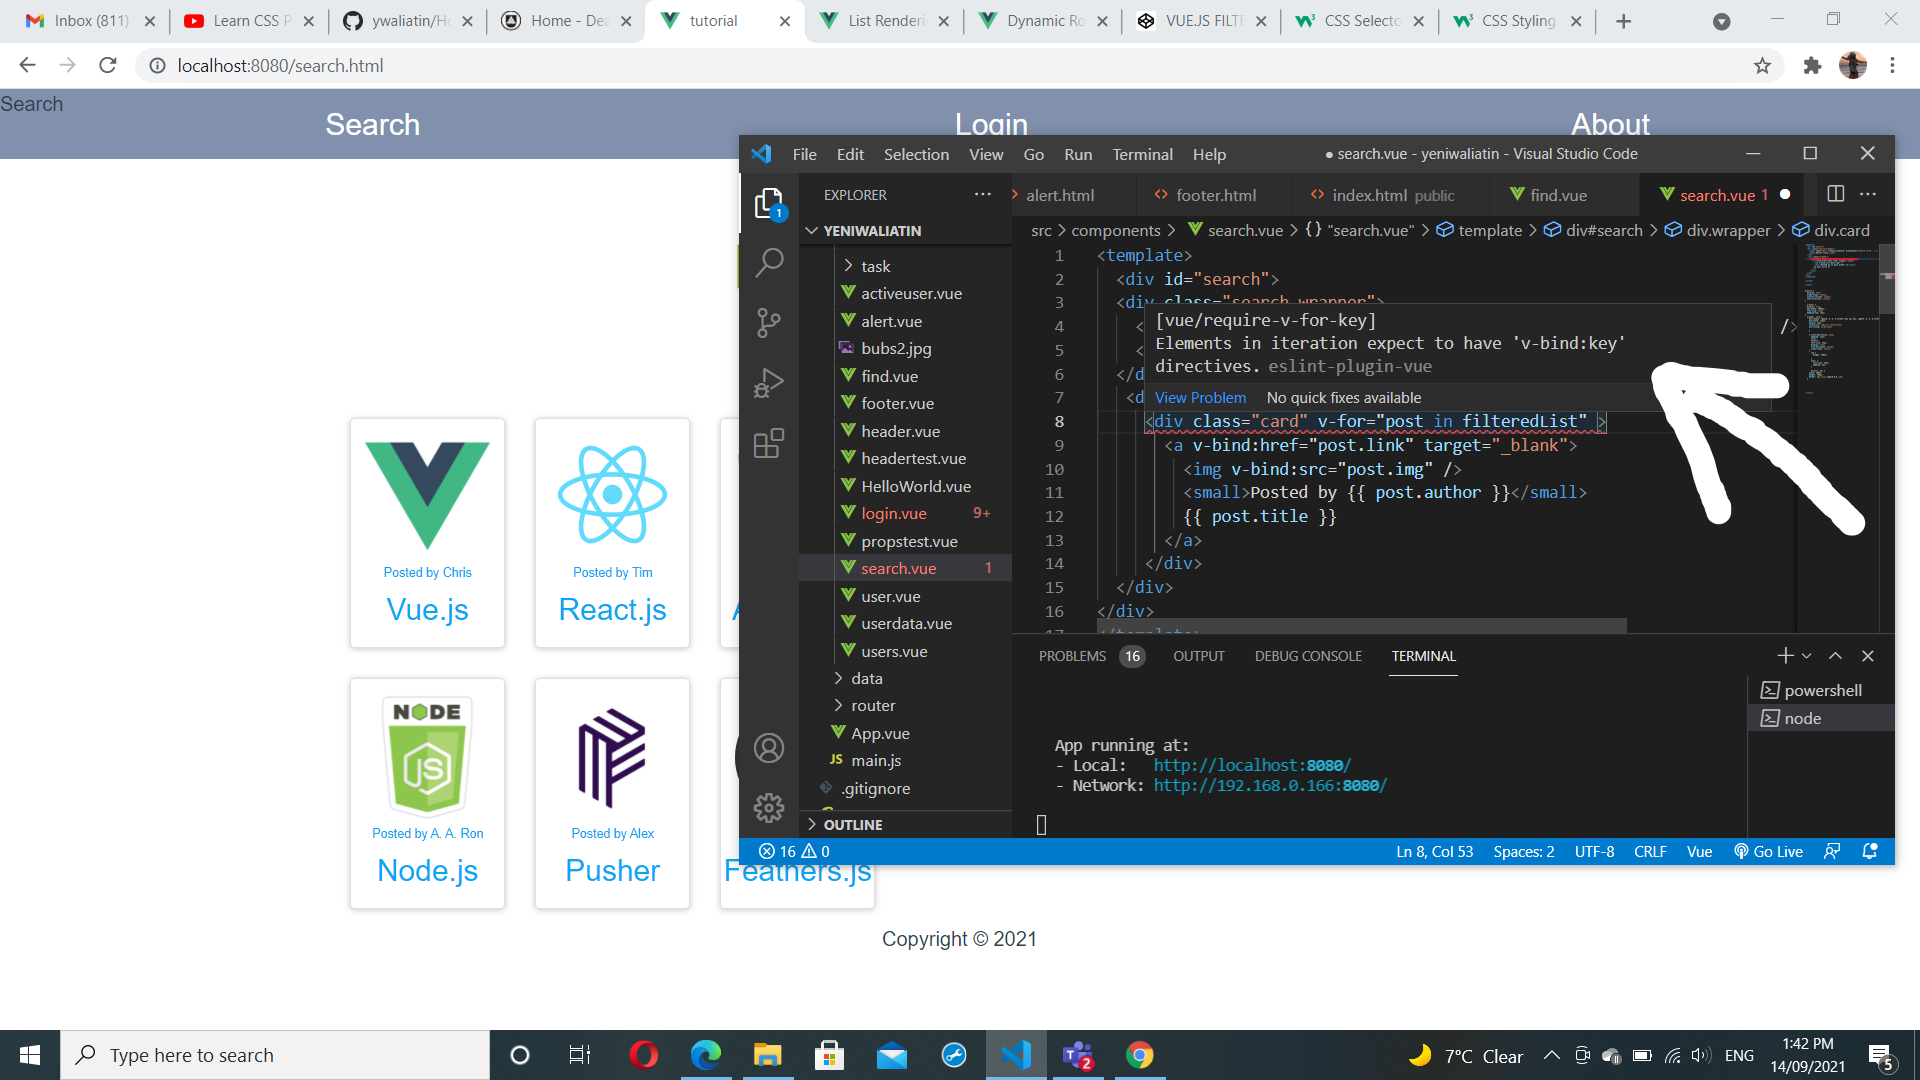 Inbox (811)
Learn CSS P
ywaliatin/He
Home - Dea
tutorial
List Renderi
Dynamic Ro
VUE.JS FILTE
CSS Selecto
CSS Styling
localhost:8080/search.html
Search
Search
Login
About
Posted by Chris
Vue.js
Posted by Tim
React.js
NODE
JS
Posted by A. A. Ron
Node.js
Posted by Alex
Pusher
Feathers.js
Copyright © 2021
File Edit Selection View Go Run Terminal Help
● search.vue - yeniwaliatin - Visual Studio Code
1
EXPLORER
YENIWALIATIN
task
activeuser.vue
alert.vue
bubs2.jpg
find.vue
footer.vue
header.vue
headertest.vue
HelloWorld.vue
login.vue 9+
propstest.vue
search.vue 1
user.vue
userdata.vue
users.vue
data
router
App.vue
JS main.js
.gitignore
OUTLINE
alert.html
footer.html
index.html public
find.vue
search.vue 1
src > components > search.vue > {} "search.vue" > template > div#search > div.wrapper > div.card
1 <template>
2 <div id="search">
3 <div class="search-wrapper">
4 < />
5 <
6 </d
7 <d
[vue/require-v-for-key]
Elements in iteration expect to have 'v-bind:key'
directives. eslint-plugin-vue
View Problem No quick fixes available
8 <div class="card" v-for="post in filteredList" >
9 <a v-bind:href="post.link" target="_blank">
10 <img v-bind:src="post.img" />
11 <small>Posted by {{ post.author }}</small>
12 {{ post.title }}
13 </a>
14 </div>
15 </div>
16 </div>
17 </template>
PROBLEMS 16 OUTPUT DEBUG CONSOLE TERMINAL
powershell
node
App running at:
- Local: http://localhost:8080/
- Network: http://192.168.0.166:8080/
16 0
Ln 8, Col 53 Spaces: 2 UTF-8 CRLF Vue Go Live
Type here to search
2
7°C Clear
ENG
1:42 PM
14/09/2021
5